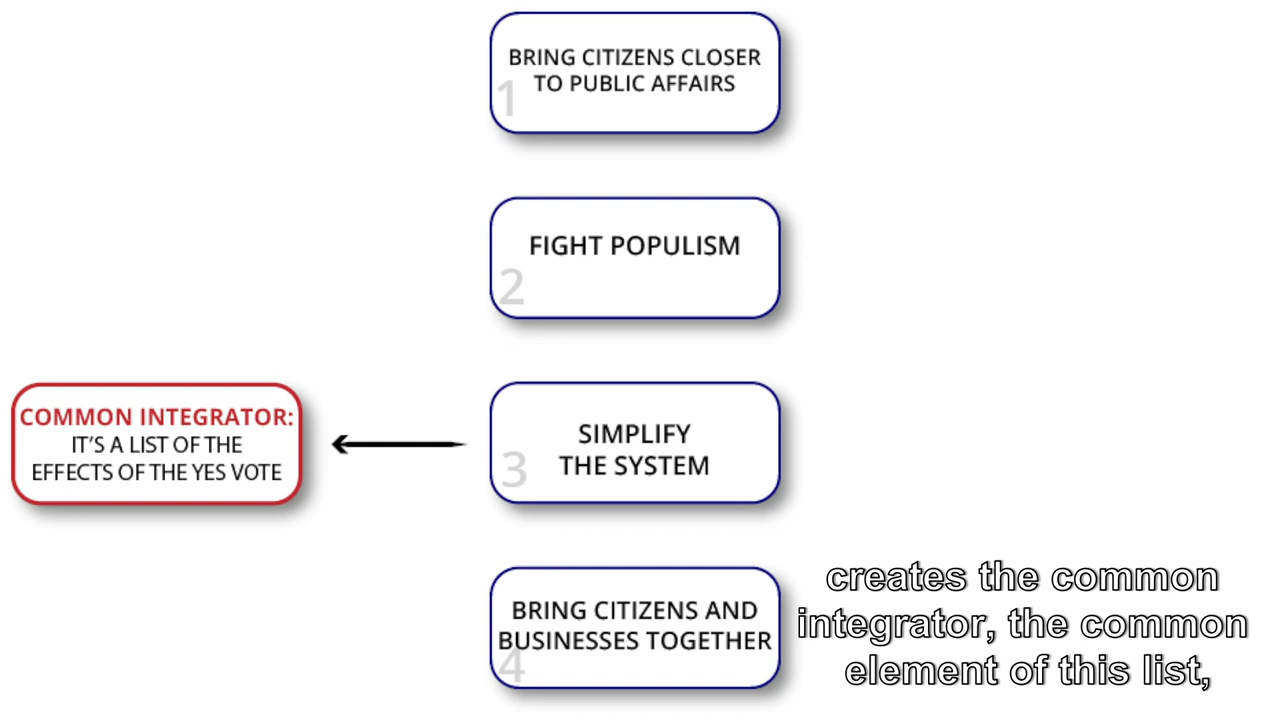 BRING CITIZENS CLOSER
TO PUBLIC AFFAIRS
1
FIGHT POPULISM
2
COMMON INTEGRATOR:
IT'S A LIST OF THE
EFFECTS OF THE YES VOTE
SIMPLIFY
THE SYSTEM
3
BRING CITIZENS AND
BUSINESSES TOGETHER
4
creates the common
integrator, the common
element of this list,